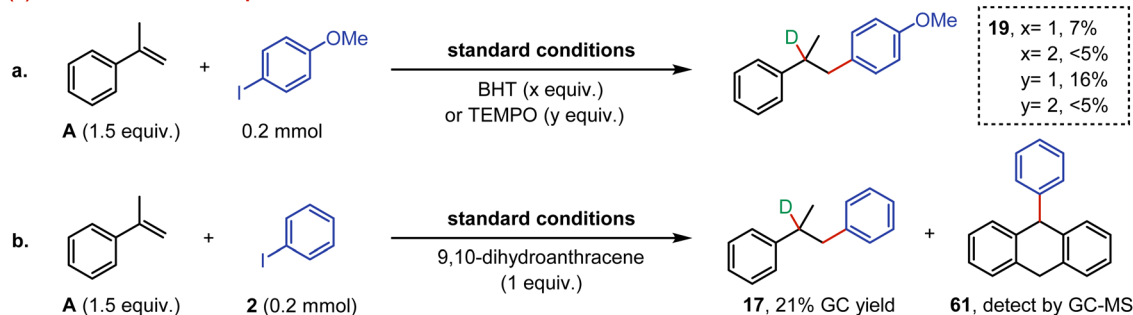 a.
A (1.5 equiv.)
+
I
OMe
0.2 mmol
standard conditions
BHT (x equiv.)
or TEMPO (y equiv.)
D
OMe
19, x= 1, 7%
x= 2, <5%
y= 1, 16%
y= 2, <5%
b.
A (1.5 equiv.)
+
I
2 (0.2 mmol)
standard conditions
9,10-dihydroanthracene
(1 equiv.)
D
17, 21% GC yield
+
61, detect by GC-MS